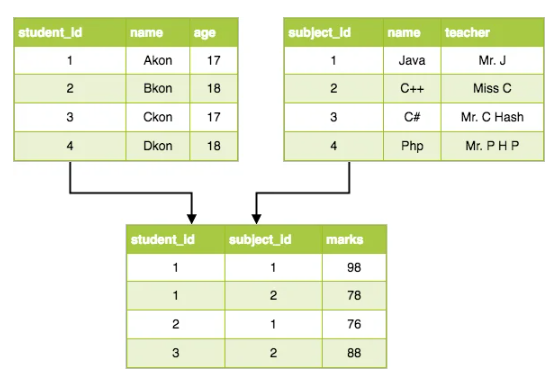 student_id name age
1 Akon 17
2 Bkon 18
3 Ckon 17
4 Dkon 18
subject_id name teacher
1 Java Mr. J
2 C++ Miss C
3 C# Mr. C Hash
4 Php Mr. P H P
student_id subject_id marks
1 1 98
1 2 78
2 1 76
3 2 88